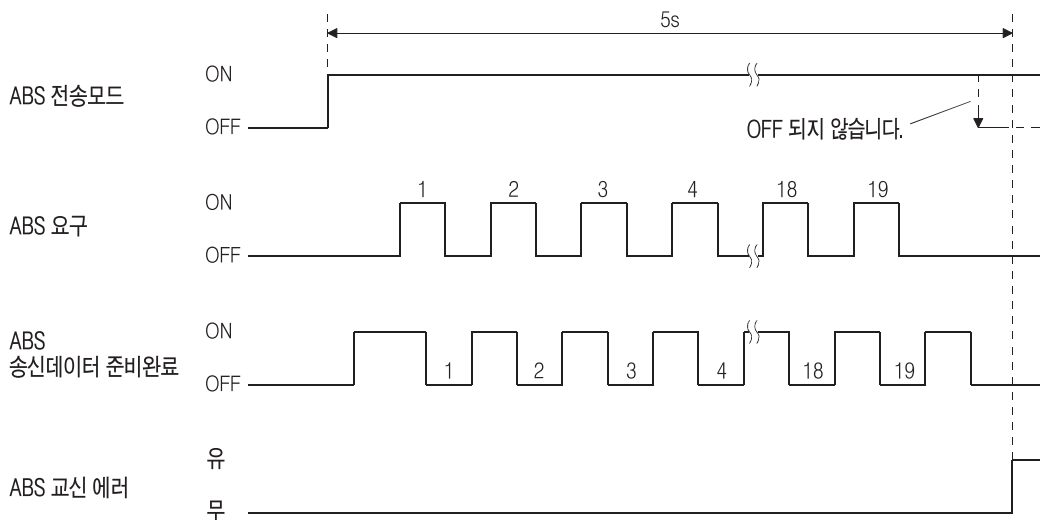 5s
ABS 전송모드
ON
OFF
OFF 되지 않습니다.
ABS 요구
ON
OFF
1 2 3 4 18 19
ABS
송신데이터 준비완료
ON
OFF
1 2 3 4 18 19
ABS 교신 에러
유
무